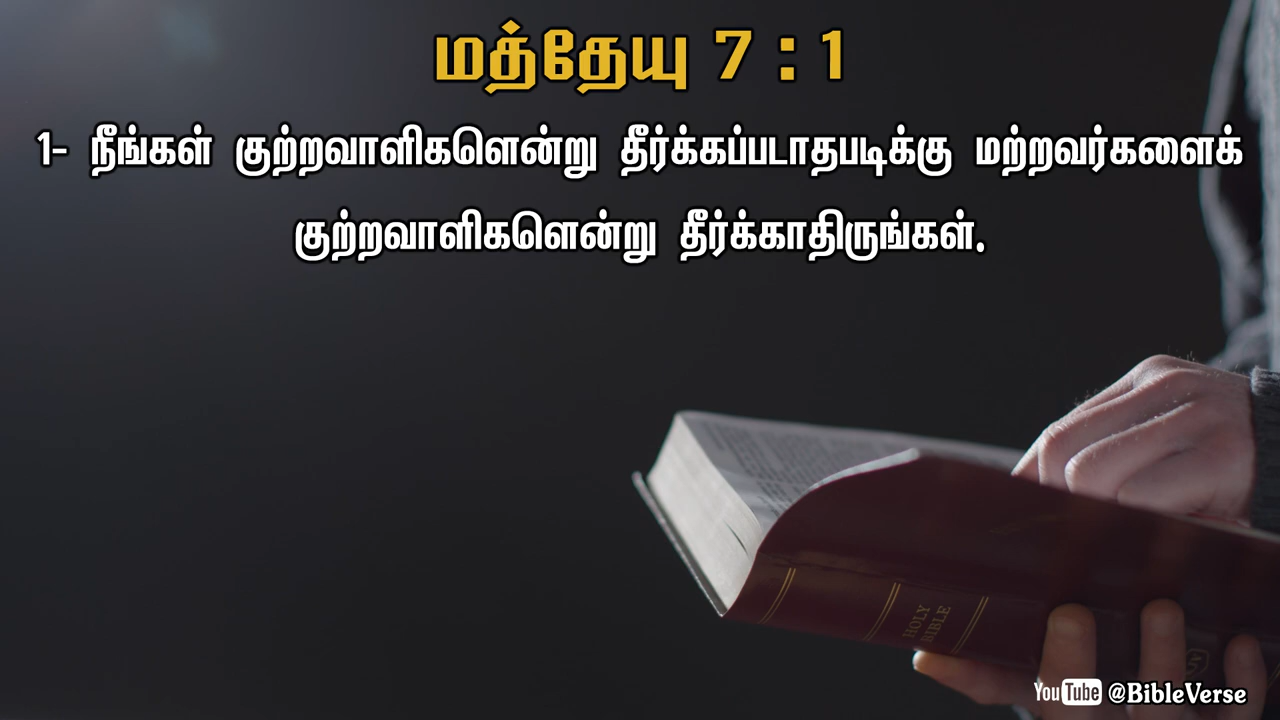 மத்தேயு 7 : 1
1- நீங்கள் குற்றவாளிகளென்று தீர்க்கப்படாதபடிக்கு மற்றவர்களைக்
குற்றவாளிகளென்று தீர்க்காதிருங்கள்.
HOLY
BIBLE
YouTube @BibleVerse